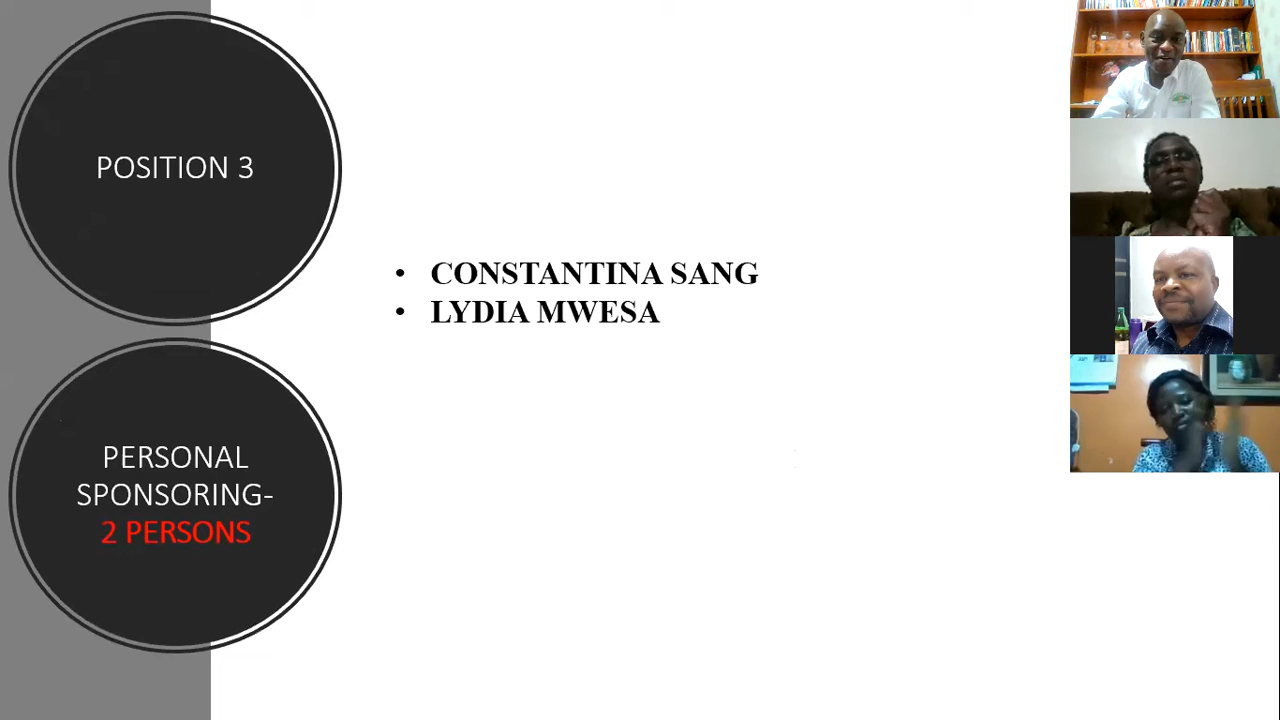 POSITION 3
CONSTANTINA SANG
LYDIA MWESA
PERSONAL
SPONSORING-
2 PERSONS